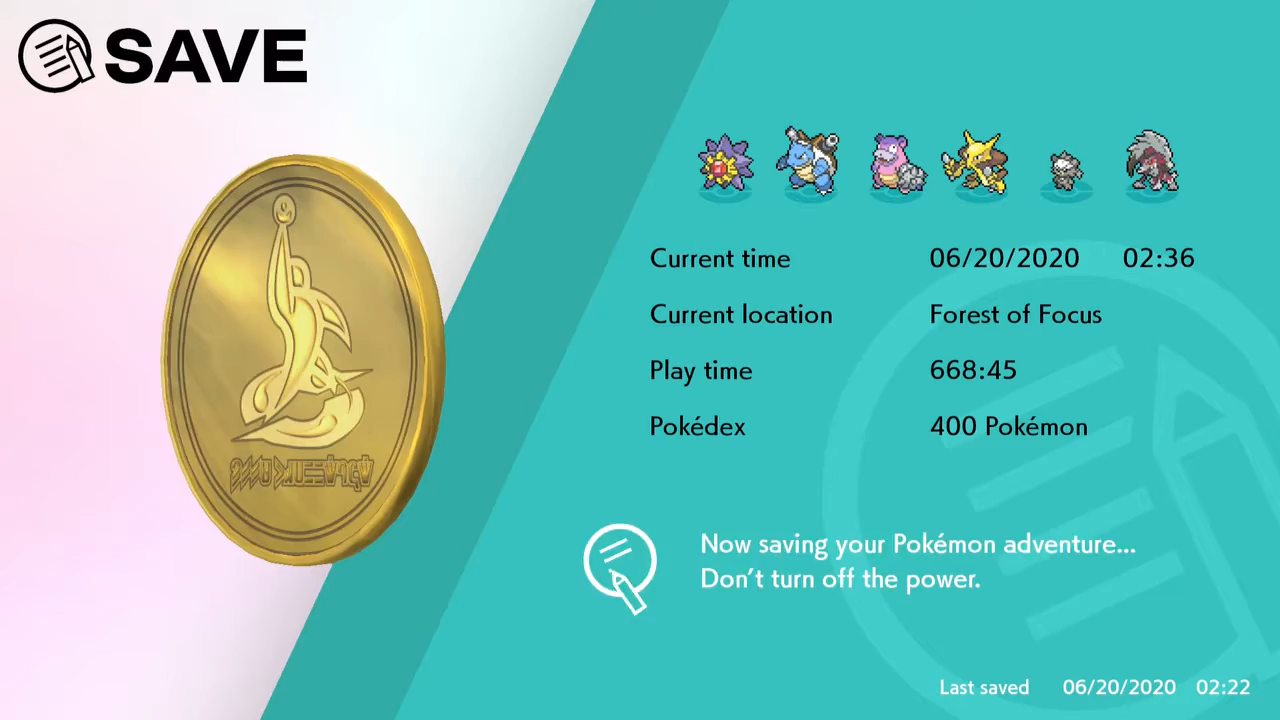 SAVE
Current time 06/20/2020 02:36
Current location Forest of Focus
Play time 668:45
Pokédex 400 Pokémon
Now saving your Pokémon adventure...
Don't turn off the power.
Last saved 06/20/2020 02:22